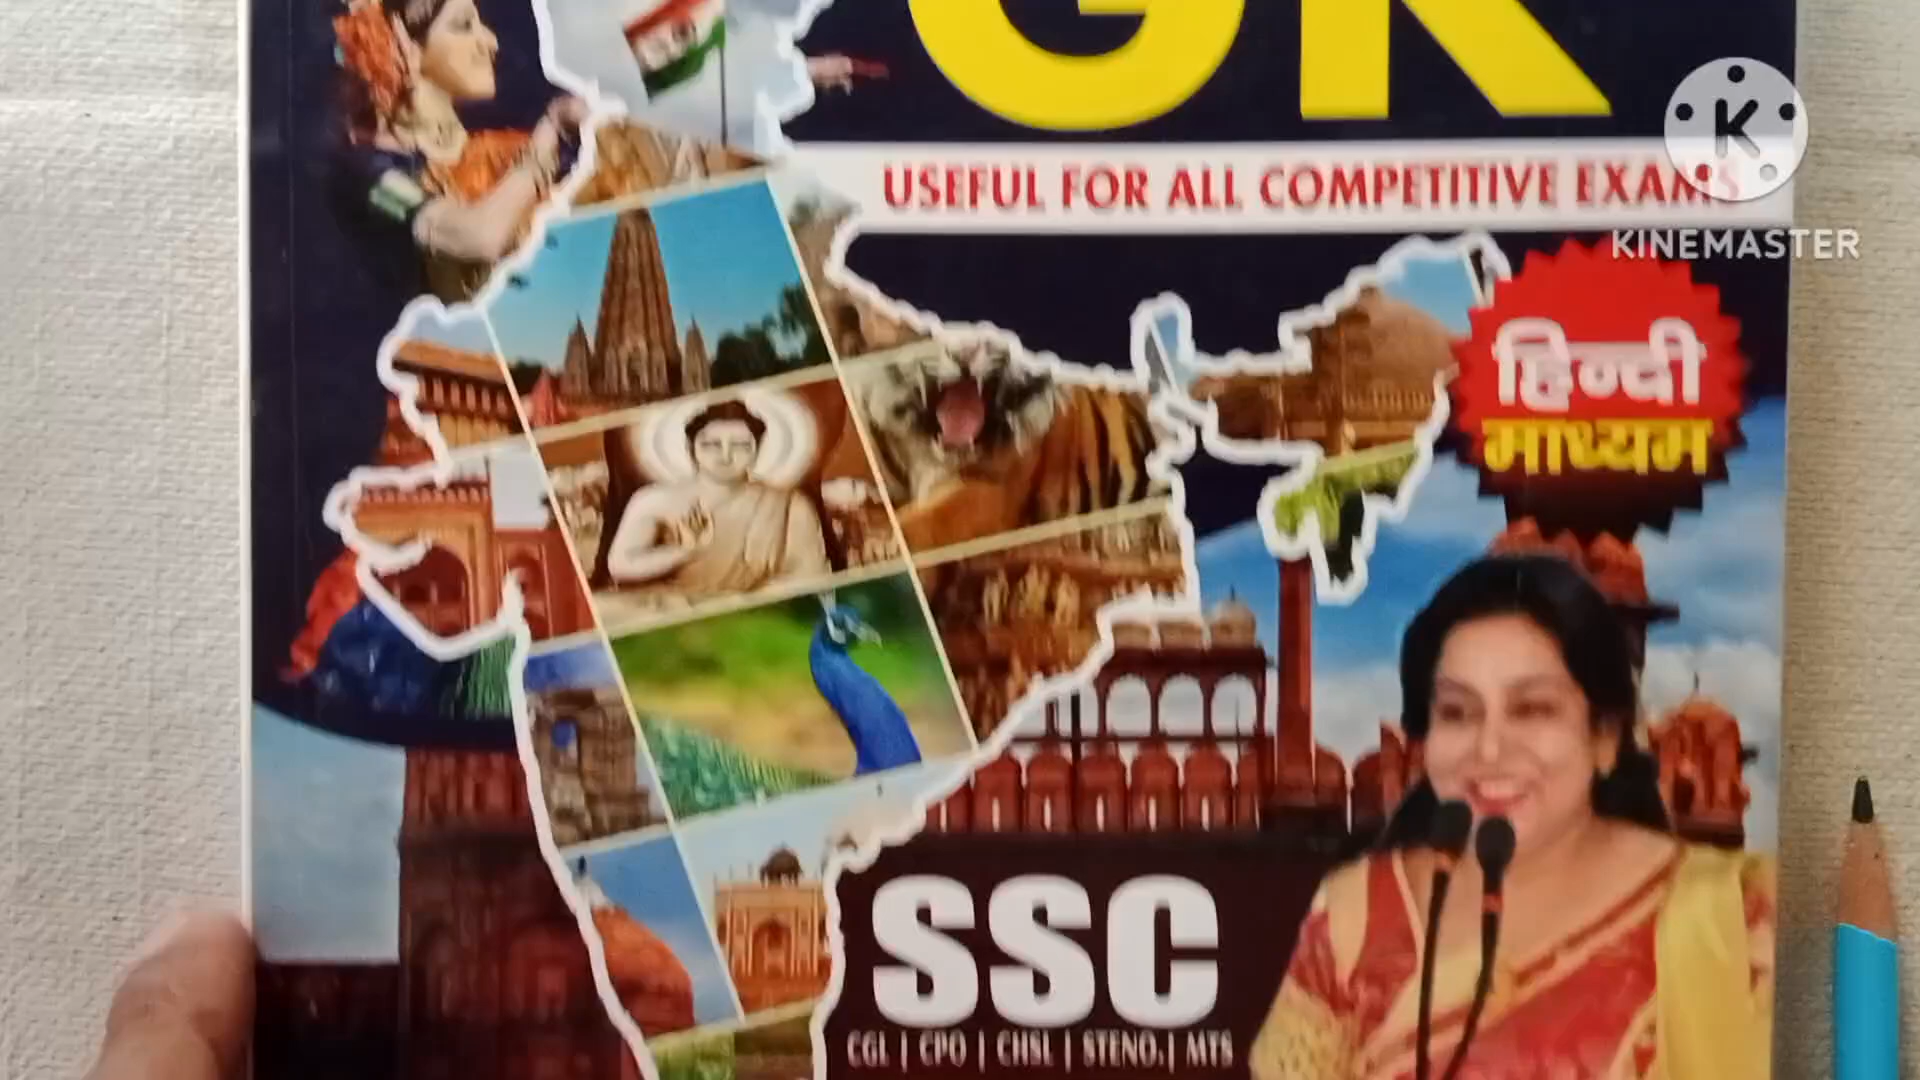 GK
USEFUL FOR ALL COMPETITIVE EXAMS
K
KINEMASTER
हिन्दी
माध्यम
SSC
CGL | CPO | CHSL | STENO. | MTS